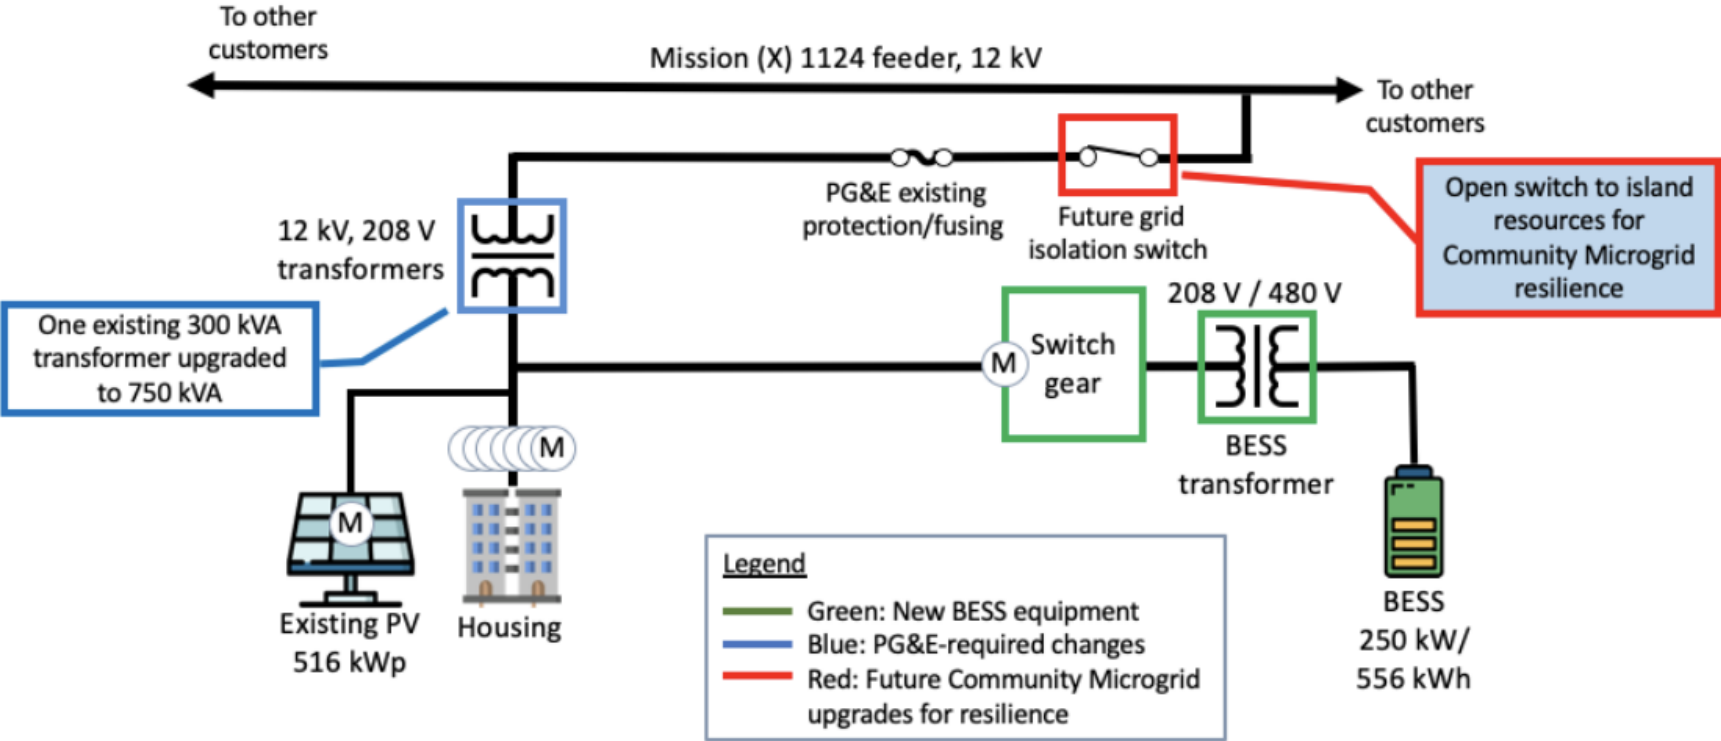 To other
customers
Mission (X) 1124 feeder, 12 kV
To other
customers
PG&E existing
protection/fusing
Future grid
isolation switch
Open switch to island
resources for
Community Microgrid
resilience
12 kV, 208 V
transformers
One existing 300 kVA
transformer upgraded
to 750 kVA
M
Switch
gear
208 V / 480 V
BESS
transformer
M
M
Existing PV
516 kWp
Housing
BESS
250 kW/
556 kWh
Legend
Green: New BESS equipment
Blue: PG&E-required changes
Red: Future Community Microgrid
upgrades for resilience